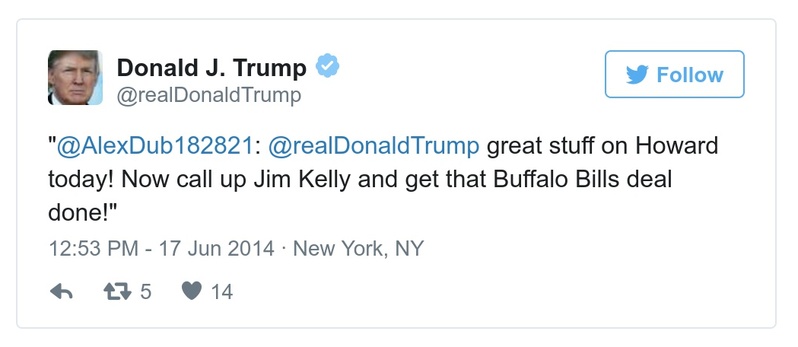 Donald J. Trump
@realDonaldTrump
Follow
"@AlexDub182821: @realDonaldTrump great stuff on Howard
today! Now call up Jim Kelly and get that Buffalo Bills deal
done!"
12:53 PM - 17 Jun 2014 · New York, NY
5 14